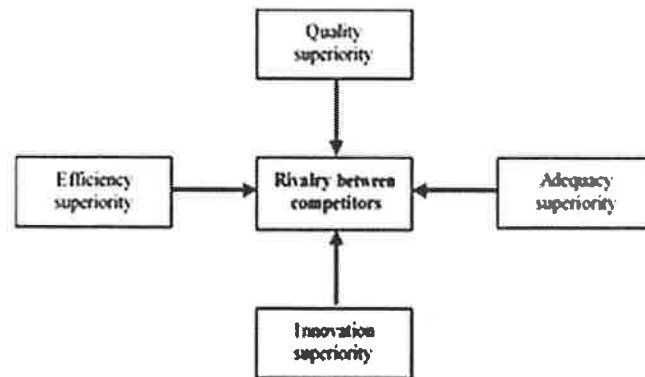 Quality
superiority
Efficiency
superiority
Rivalry between
competitors
Adequacy
superiority
Innovation
superiority